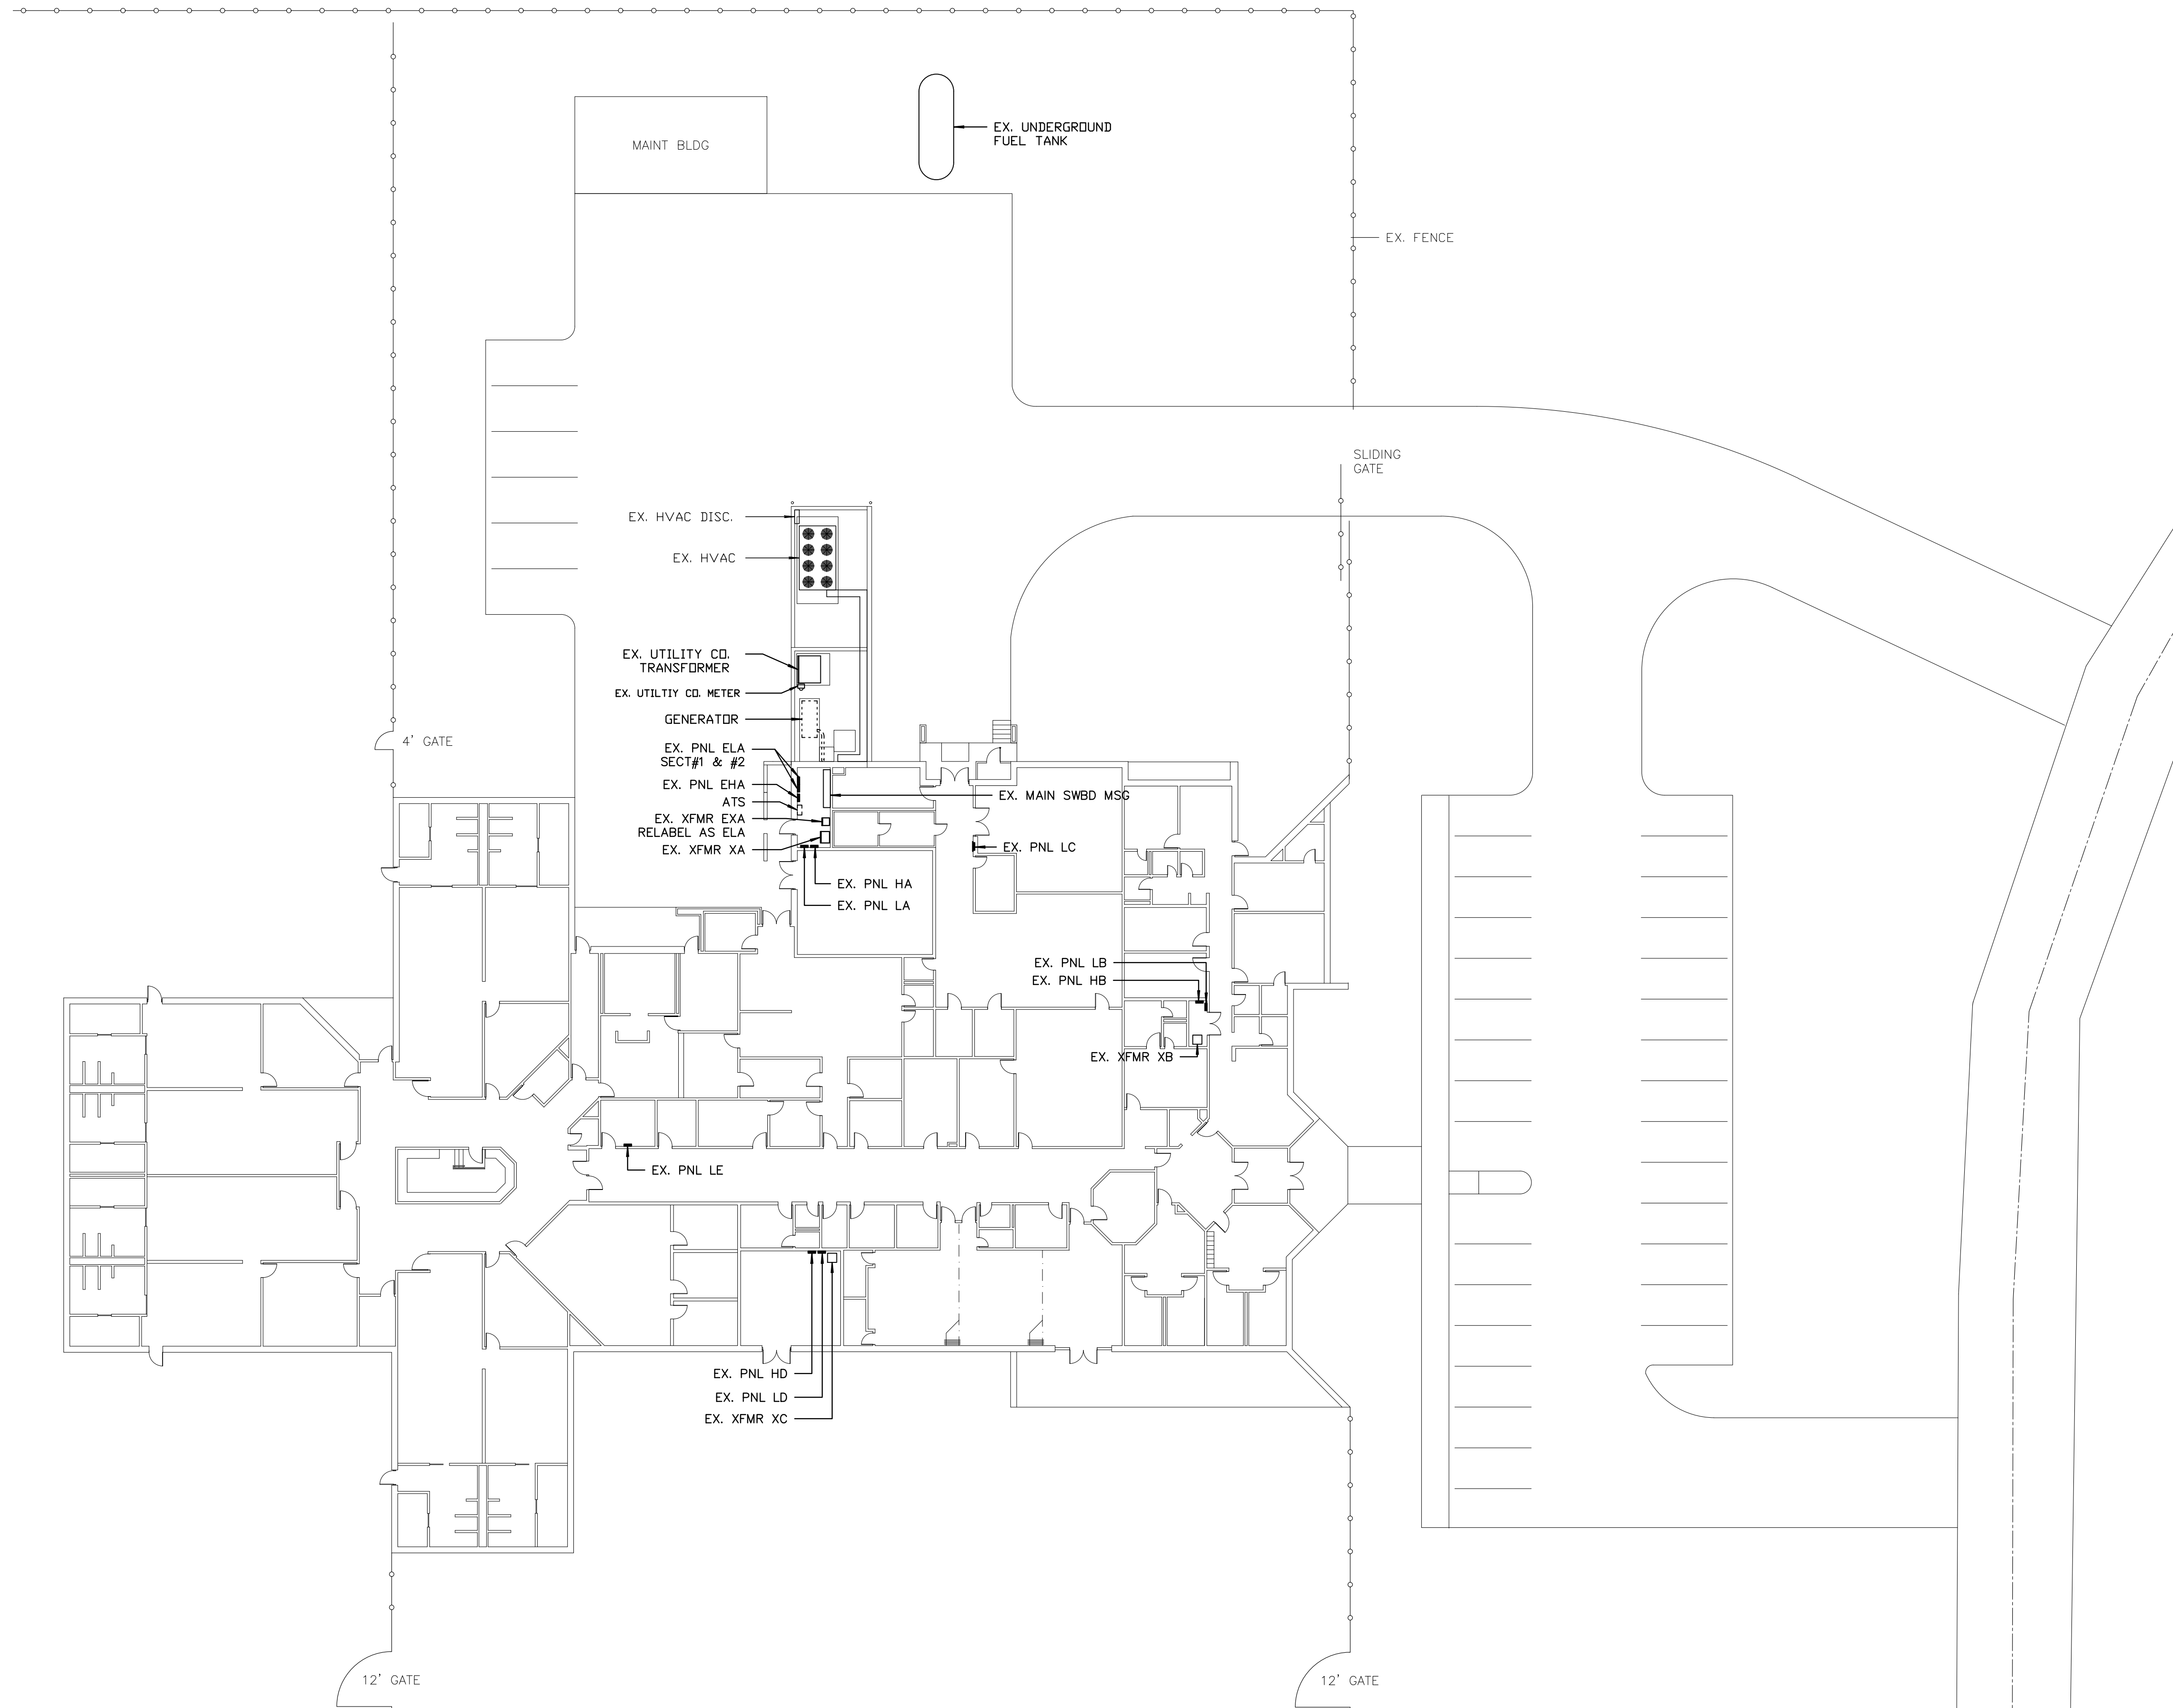 MAINT BLDG
EX. UNDERGROUND
FUEL TANK
EX. FENCE
SLIDING
GATE
EX. HVAC DISC.
EX. HVAC
EX. UTILITY CO.
TRANSFORMER
EX. UTILTIY CO. METER
GENERATOR
4' GATE
EX. PNL ELA
SECT#1 & #2
EX. PNL EHA
ATS
EX. MAIN SWBD MSG
EX. XFMR EXA
RELABEL AS ELA
EX. XFMR XA
EX. PNL LC
EX. PNL HA
EX. PNL LA
EX. PNL LB
EX. PNL HB
EX. XFMR XB
EX. PNL LE
EX. PNL HD
EX. PNL LD
EX. XFMR XC
12' GATE
12' GATE